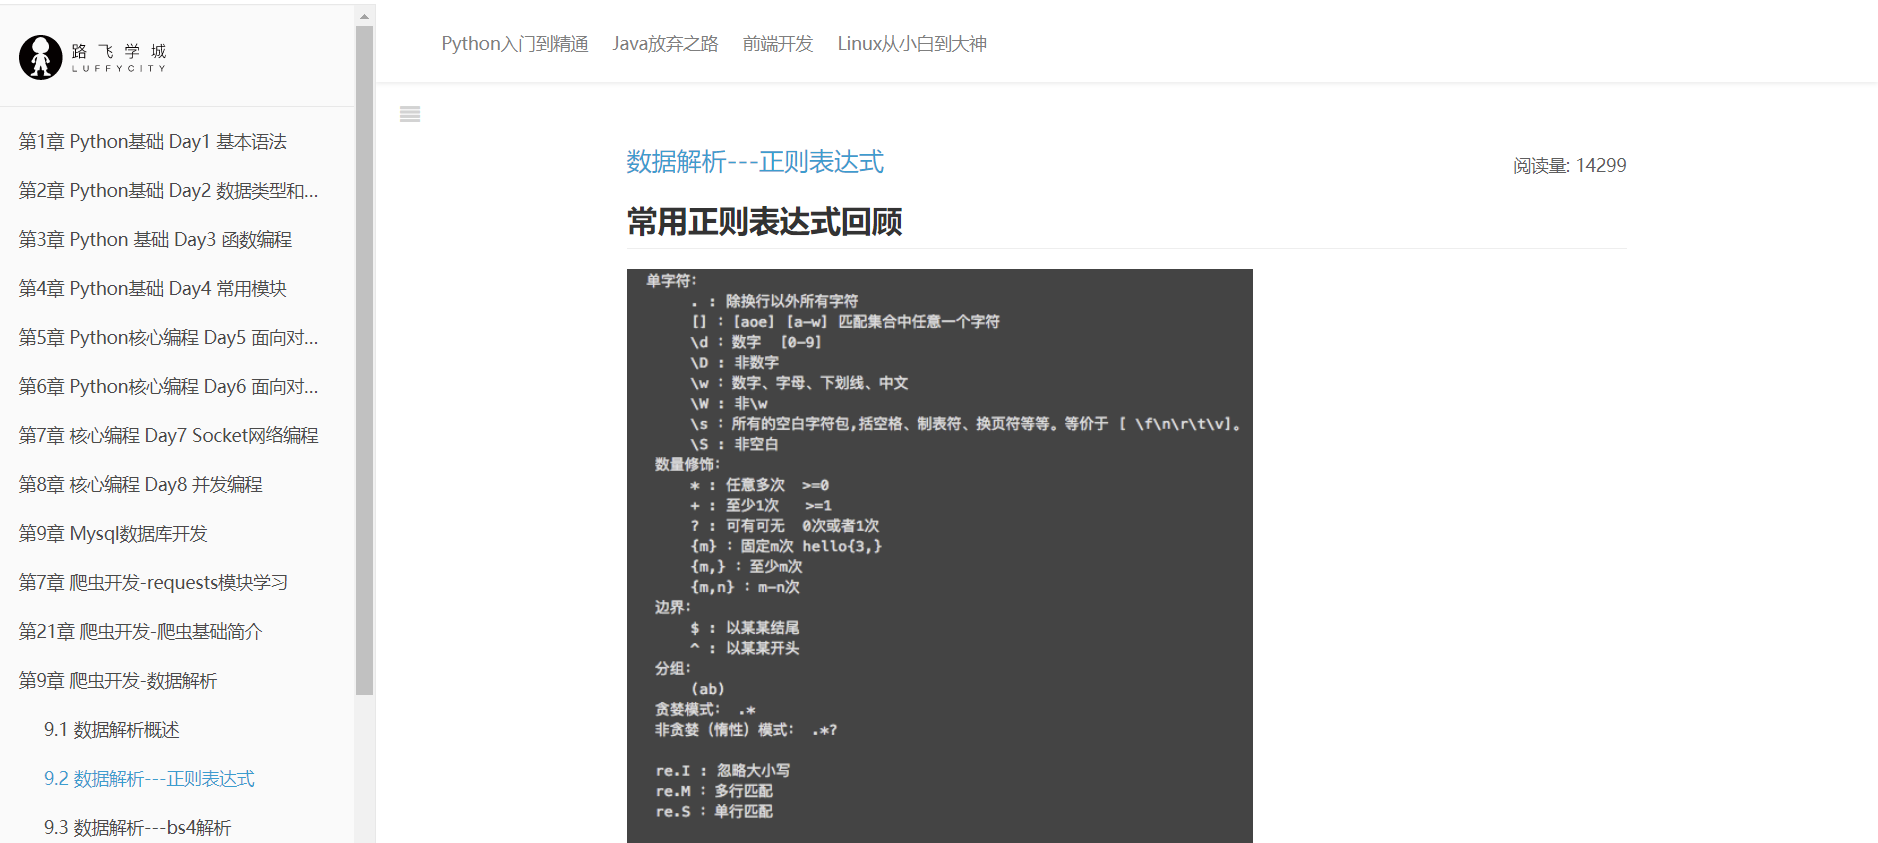 路飞学城
LUFFYCITY
Python入门到精通 Java放弃之路 前端开发 Linux从小白到大神
第1章 Python基础 Day1 基本语法
第2章 Python基础 Day2 数据类型和...
第3章 Python 基础 Day3 函数编程
第4章 Python基础 Day4 常用模块
第5章 Python核心编程 Day5 面向对...
第6章 Python核心编程 Day6 面向对...
第7章 核心编程 Day7 Socket网络编程
第8章 核心编程 Day8 并发编程
第9章 Mysql数据库开发
第7章 爬虫开发-requests模块学习
第21章 爬虫开发-爬虫基础简介
第9章 爬虫开发-数据解析
9.1 数据解析概述
9.2 数据解析---正则表达式
9.3 数据解析---bs4解析
数据解析---正则表达式
阅读量: 14299
常用正则表达式回顾
单字符:
. : 除换行以外所有字符
[] : [aoe] [a-w] 匹配集合中任意一个字符
\d : 数字 [0-9]
\D : 非数字
\w : 数字、字母、下划线、中文
\W : 非\w
\s : 所有的空白字符包,括空格、制表符、换页符等等。等价于 [ \f\n\r\t\v]。
\S : 非空白
数量修饰:
* : 任意多次 >=0
+ : 至少1次 >=1
? : 可有可无 0次或者1次
{m} : 固定m次 hello{3,}
{m,} : 至少m次
{m,n} : m-n次
边界:
$ : 以某某结尾
^ : 以某某开头
分组:
(ab)
贪婪模式: .*
非贪婪（惰性）模式: .*?
re.I : 忽略大小写
re.M : 多行匹配
re.S : 单行匹配